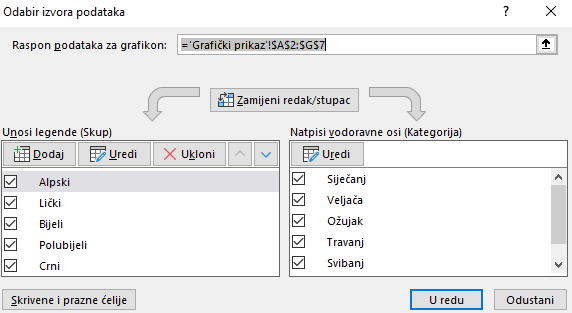 Odabir izvora podataka
Raspon podataka za grafikon: ='Grafički prikaz'!$A$2:$G$7
Zamijeni redak/stupac
Unosi legende (Skup)
Dodaj Uredi Ukloni
Alpski
Lički
Bijeli
Polubijeli
Crni
Natpisi vodoravne osi (Kategorija)
Uredi
Siječanj
Veljača
Ožujak
Travanj
Svibanj
Skrivene i prazne ćelije
U redu Odustani